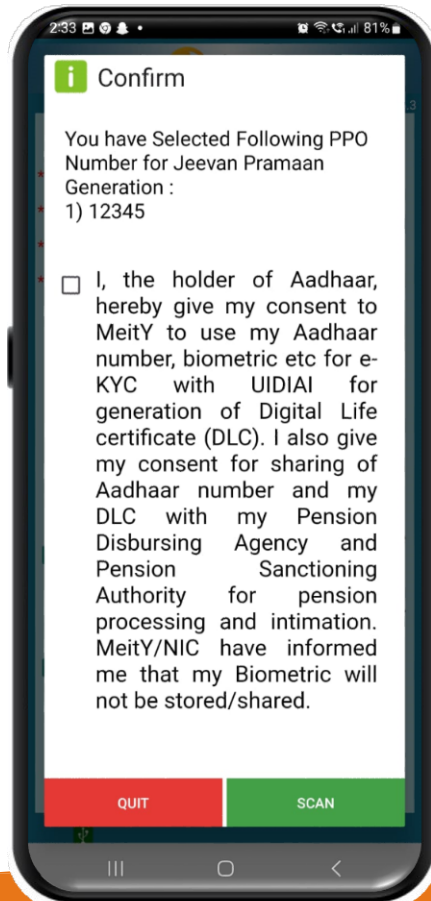 2:33
81%
i Confirm
.3
You have Selected Following PPO
Number for Jeevan Pramaan
Generation :
1) 12345
I, the holder of Aadhaar,
hereby give my consent to
MeitY to use my Aadhaar
number, biometric etc for e-
KYC with UIDIAI for
generation of Digital Life
certificate (DLC). I also give
my consent for sharing of
Aadhaar number and my
DLC with my Pension
Disbursing Agency and
Pension Sanctioning
Authority for pension
processing and intimation.
MeitY/NIC have informed
me that my Biometric will
not be stored/shared.
QUIT
SCAN